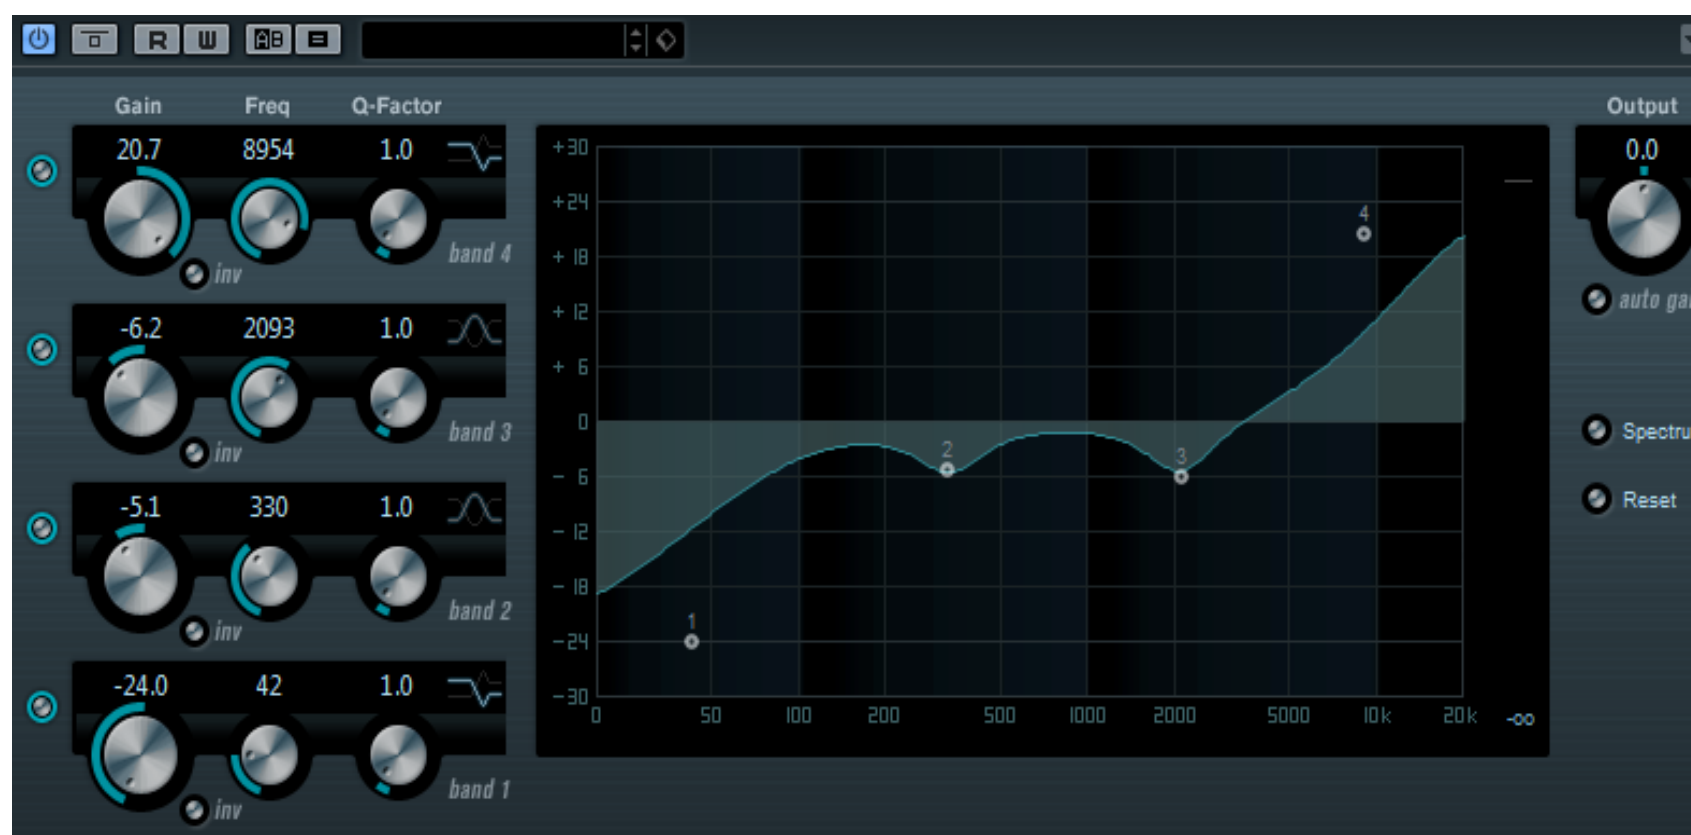 R W AB
Gain Freq Q-Factor Output
20.7 8954 1.0
band 4
inv
-6.2 2093 1.0
band 3
inv
-5.1 330 1.0
band 2
inv
-24.0 42 1.0
band 1
inv
+30
+24
+ 18
+ 12
+ 6
0
- 6
- 12
-24
- 18
-30
0 50 100 200 500 1000 2000 5000 10k 20k -∞
1
2
3
4
0.0
auto ga
Spectru
Reset